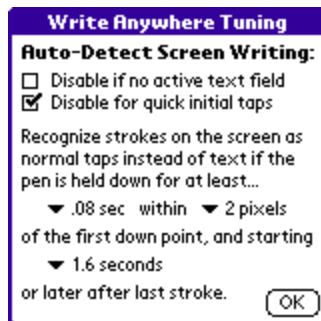 Write Anywhere Tuning
Auto-Detect Screen Writing:
Disable if no active text field
Disable for quick initial taps
Recognize strokes on the screen as
normal taps instead of text if the
pen is held down for at least...
.08 sec within 2 pixels
of the first down point, and starting
1.6 seconds
or later after last stroke.
OK